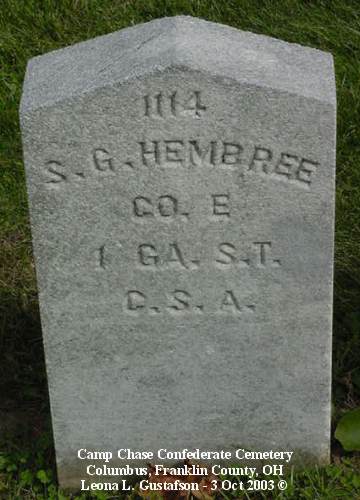 1114
S. G. HEMBREE
CO. E
1 GA. S.T.
C. S. A.
Camp Chase Confederate Cemetery
Columbus, Franklin County, OH
Leona L. Gustafson - 3 Oct 2003 ©